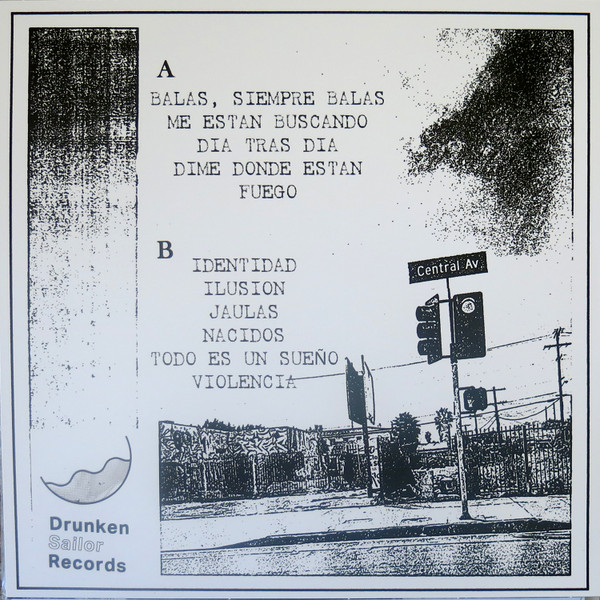 A
BALAS, SIEMPRE BALAS
ME ESTAN BUSCANDO
DIA TRAS DIA
DIME DONDE ESTAN
FUEGO
B
IDENTIDAD
ILUSION
JAULAS
NACIDOS
TODO ES UN SUEÑO
VIOLENCIA
Central Av
Drunken
Sailor
Records